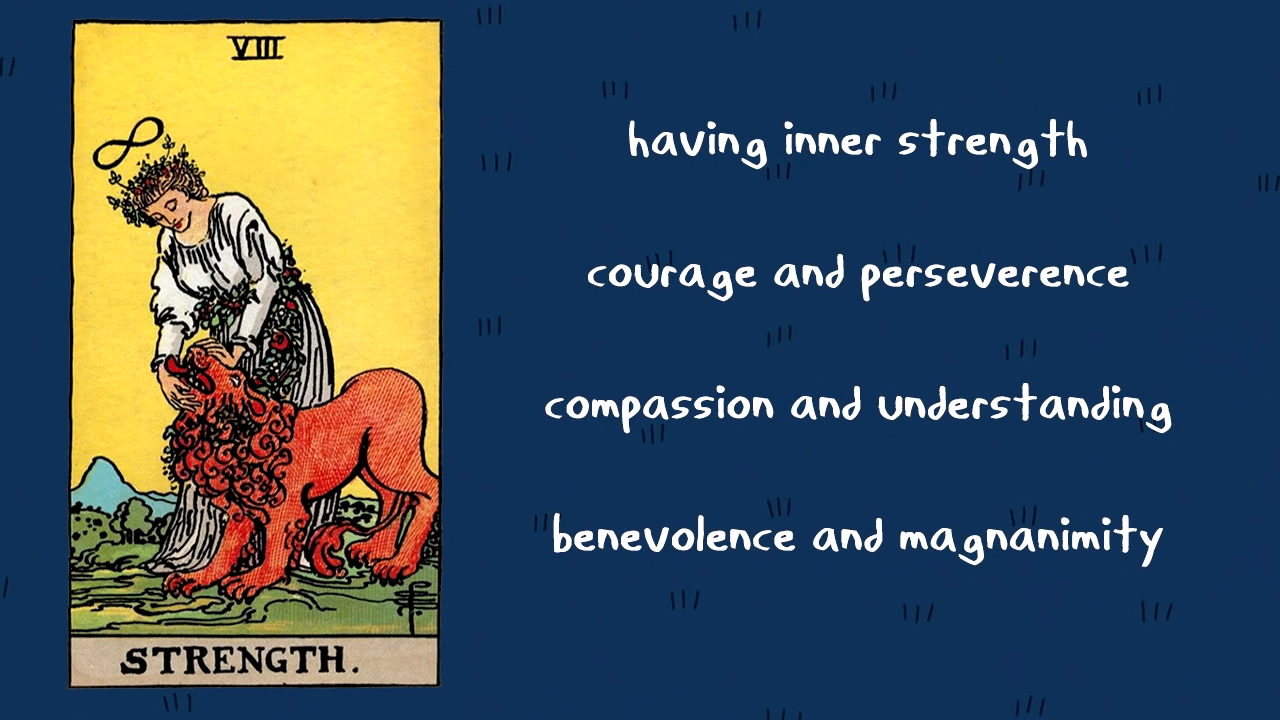 VIII
STRENGTH.
having inner strength
courage and perseverence
compassion and understanding
benevolence and magnanimity